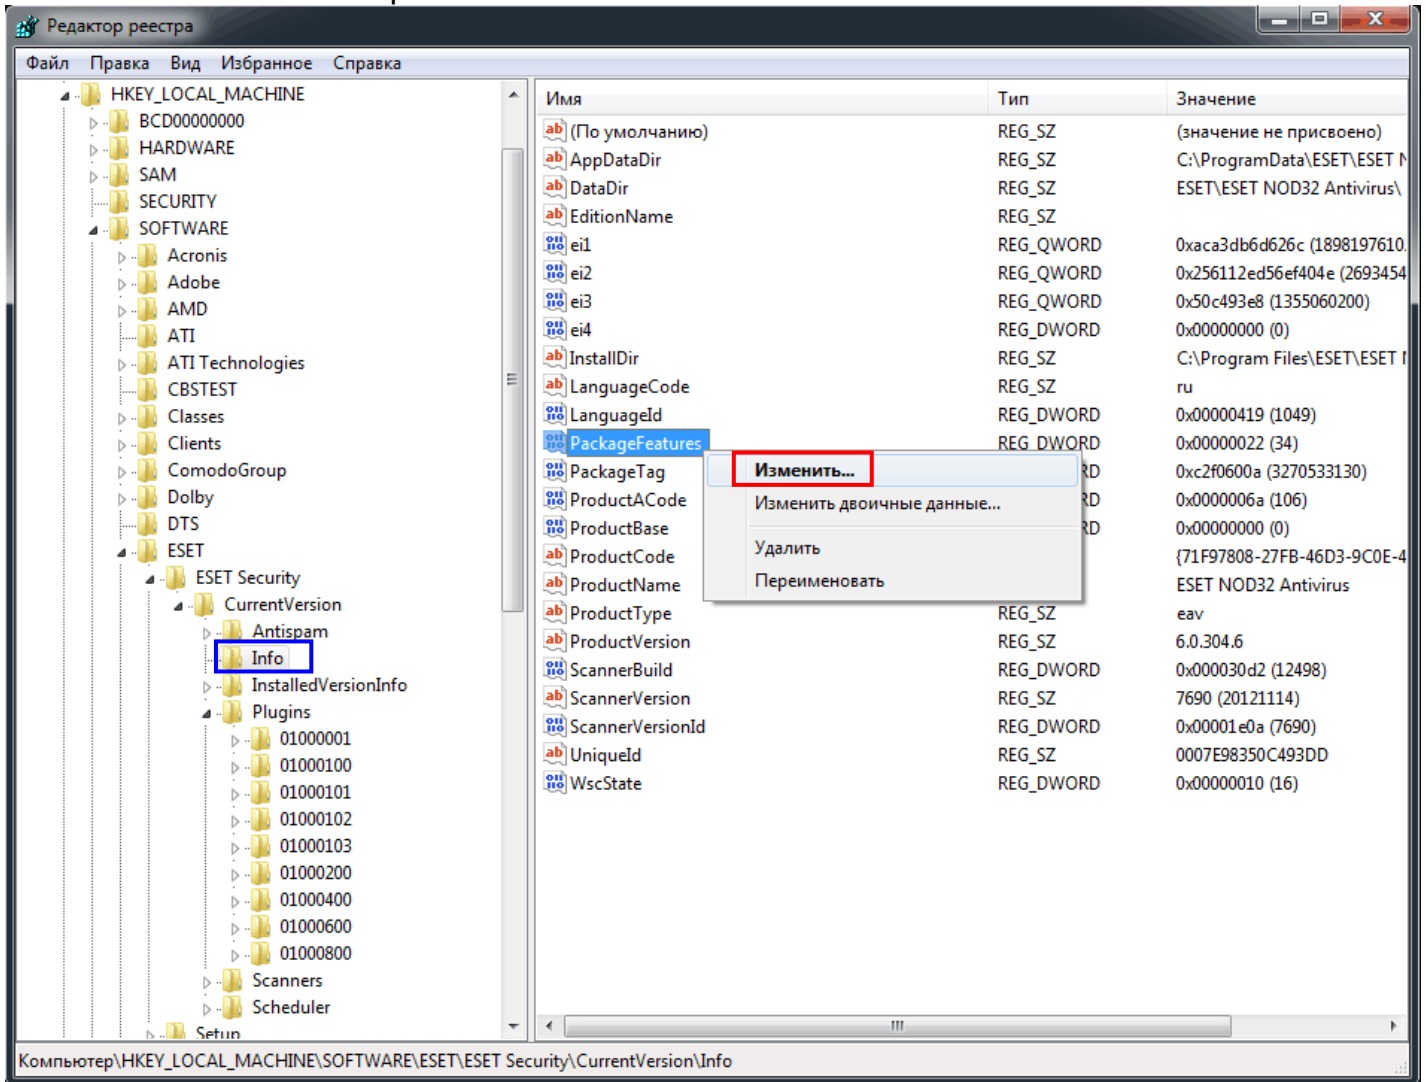 Редактор реестра
Файл Правка Вид Избранное Справка
HKEY_LOCAL_MACHINE
BCD00000000
HARDWARE
SAM
SECURITY
SOFTWARE
Acronis
Adobe
AMD
ATI
ATI Technologies
CBSTEST
Classes
Clients
ComodoGroup
Dolby
DTS
ESET
ESET Security
CurrentVersion
Antispam
Info
InstalledVersionInfo
Plugins
01000001
01000100
01000101
01000102
01000103
01000200
01000400
01000600
01000800
Scanners
Scheduler
Setup
Имя Тип Значение
(По умолчанию) REG_SZ (значение не присвоено)
AppDataDir REG_SZ C:\ProgramData\ESET\ESET N
DataDir REG_SZ ESET\ESET NOD32 Antivirus\
EditionName REG_SZ
ei1 REG_QWORD 0xaca3db6d626c (1898197610
ei2 REG_QWORD 0x256112ed56ef404e (2693454
ei3 REG_QWORD 0x50c493e8 (1355060200)
ei4 REG_DWORD 0x00000000 (0)
InstallDir REG_SZ C:\Program Files\ESET\ESET
LanguageCode REG_SZ ru
LanguageId REG_DWORD 0x00000419 (1049)
PackageFeatures REG_DWORD 0x00000022 (34)
PackageTag RD 0xc2f0600a (3270533130)
ProductACode RD 0x0000006a (106)
ProductBase RD 0x00000000 (0)
ProductCode {71F97808-27FB-46D3-9C0E-4
ProductName ESET NOD32 Antivirus
ProductType REG_SZ eav
ProductVersion REG_SZ 6.0.304.6
ScannerBuild REG_DWORD 0x000030d2 (12498)
ScannerVersion REG_SZ 7690 (20121114)
ScannerVersionId REG_DWORD 0x00001e0a (7690)
UniqueId REG_SZ 0007E98350C493DD
WscState REG_DWORD 0x00000010 (16)
Изменить...
Изменить двоичные данные...
Удалить
Переименовать
Компьютер\HKEY_LOCAL_MACHINE\SOFTWARE\ESET\ESET Security\CurrentVersion\Info